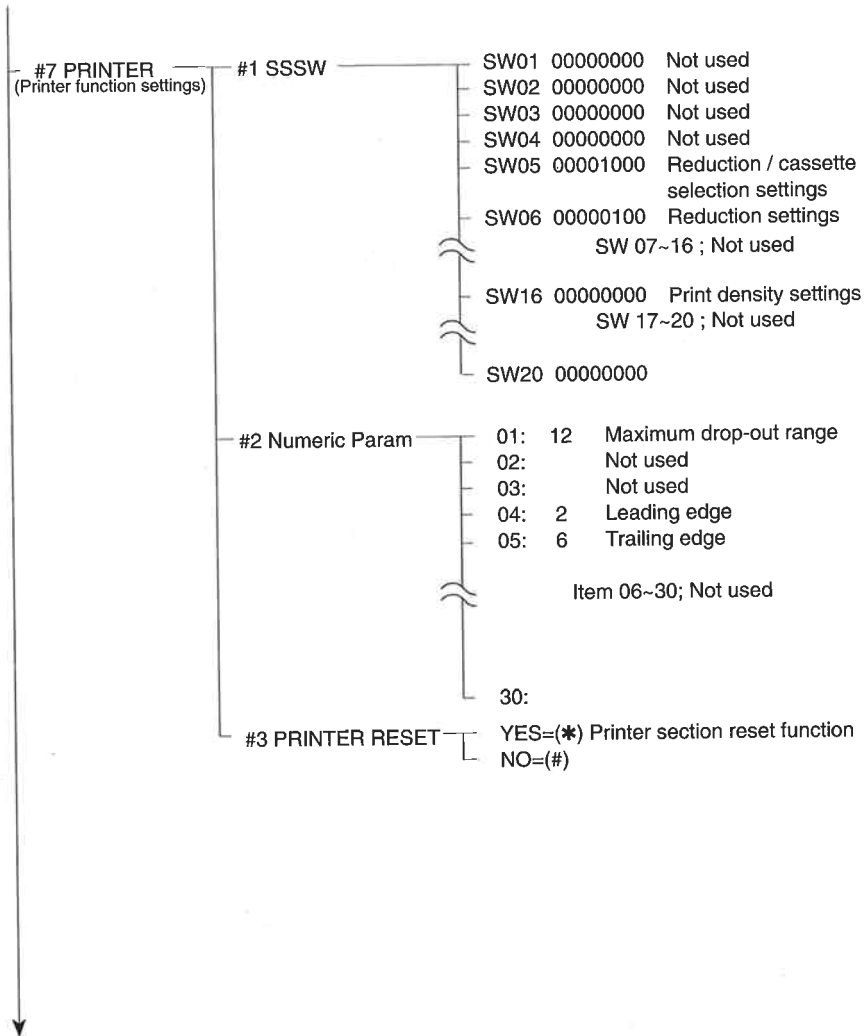 #7 PRINTER
(Printer function settings)
#1 SSSW
SW01 00000000 Not used
SW02 00000000 Not used
SW03 00000000 Not used
SW04 00000000 Not used
SW05 00001000 Reduction / cassette
selection settings
SW06 00000100 Reduction settings
SW 07~16 ; Not used
SW16 00000000 Print density settings
SW 17~20 ; Not used
SW20 00000000
#2 Numeric Param
01: 12 Maximum drop-out range
02: Not used
03: Not used
04: 2 Leading edge
05: 6 Trailing edge
Item 06~30; Not used
30:
#3 PRINTER RESET
YES=(✱) Printer section reset function
NO=(#)